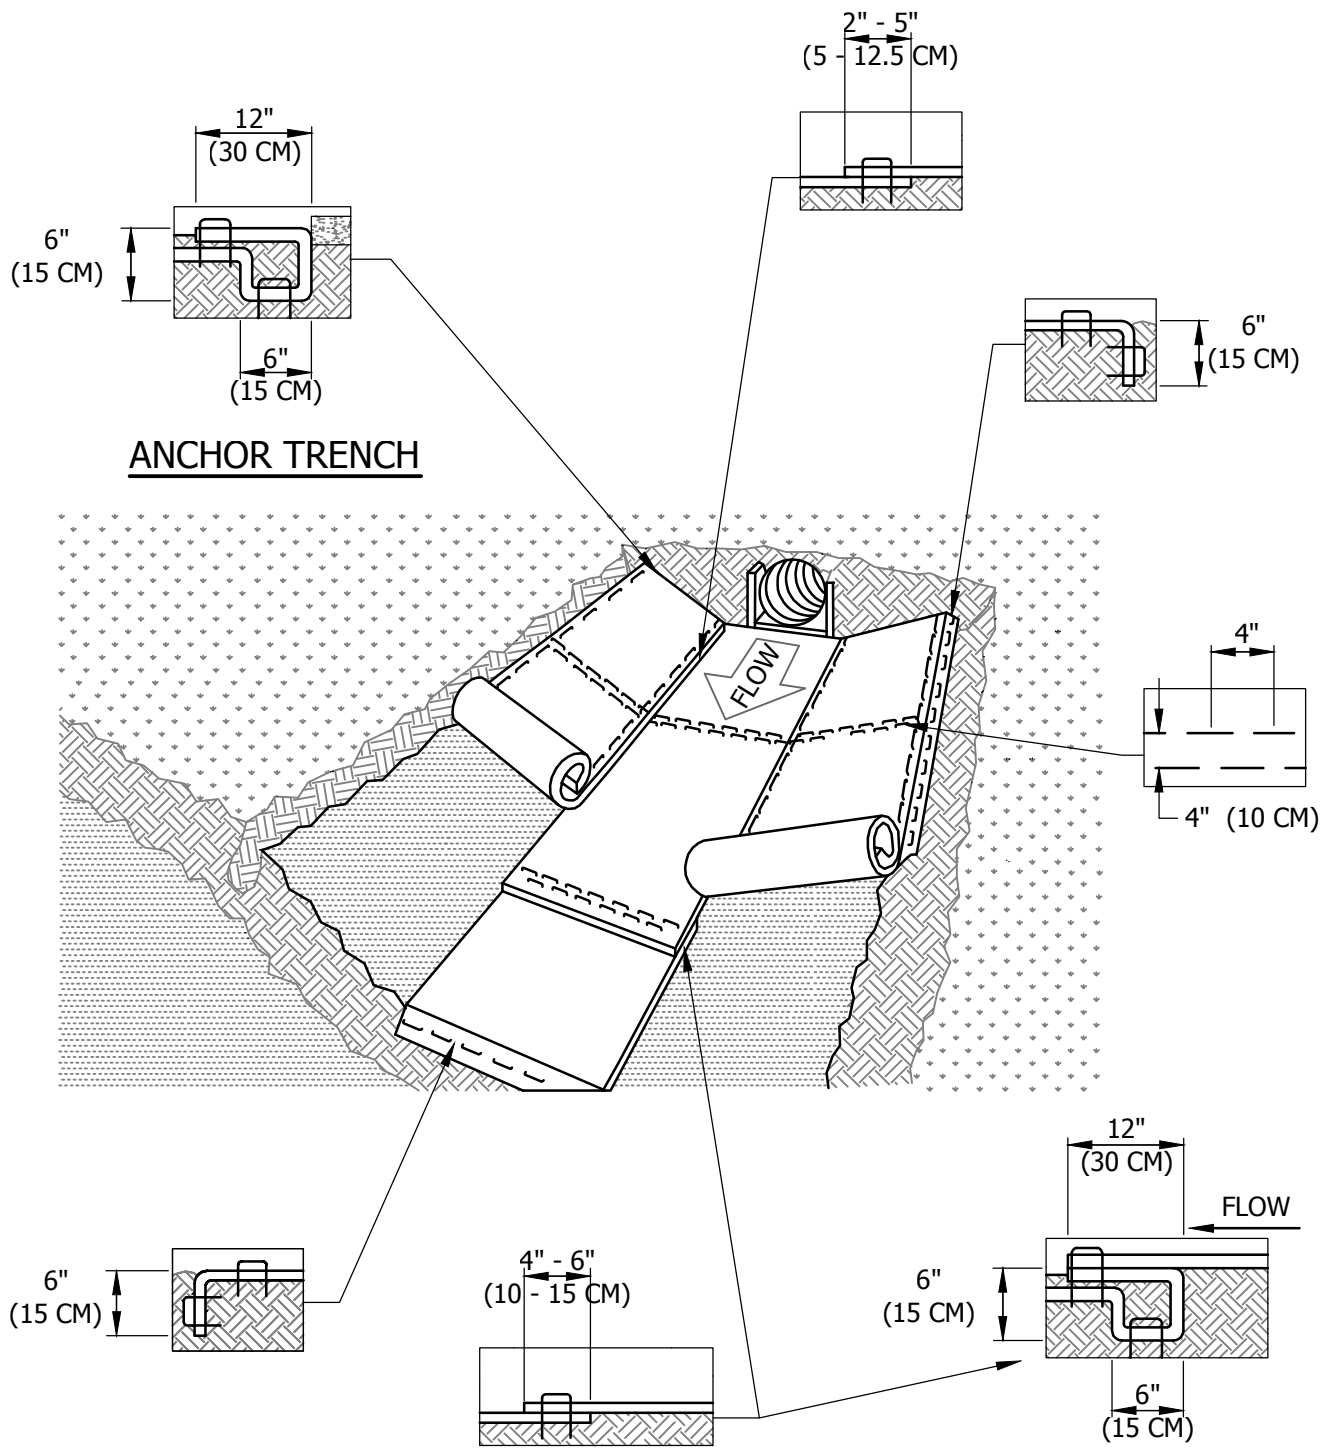 2" - 5"
(5 - 12.5 CM)
12"
(30 CM)
6"
(15 CM)
6"
(15 CM)
6"
(15 CM)
ANCHOR TRENCH
FLOW
4"
4" (10 CM)
12"
(30 CM)
FLOW
6"
(15 CM)
4" - 6"
(10 - 15 CM)
6"
(15 CM)
6"
(15 CM)